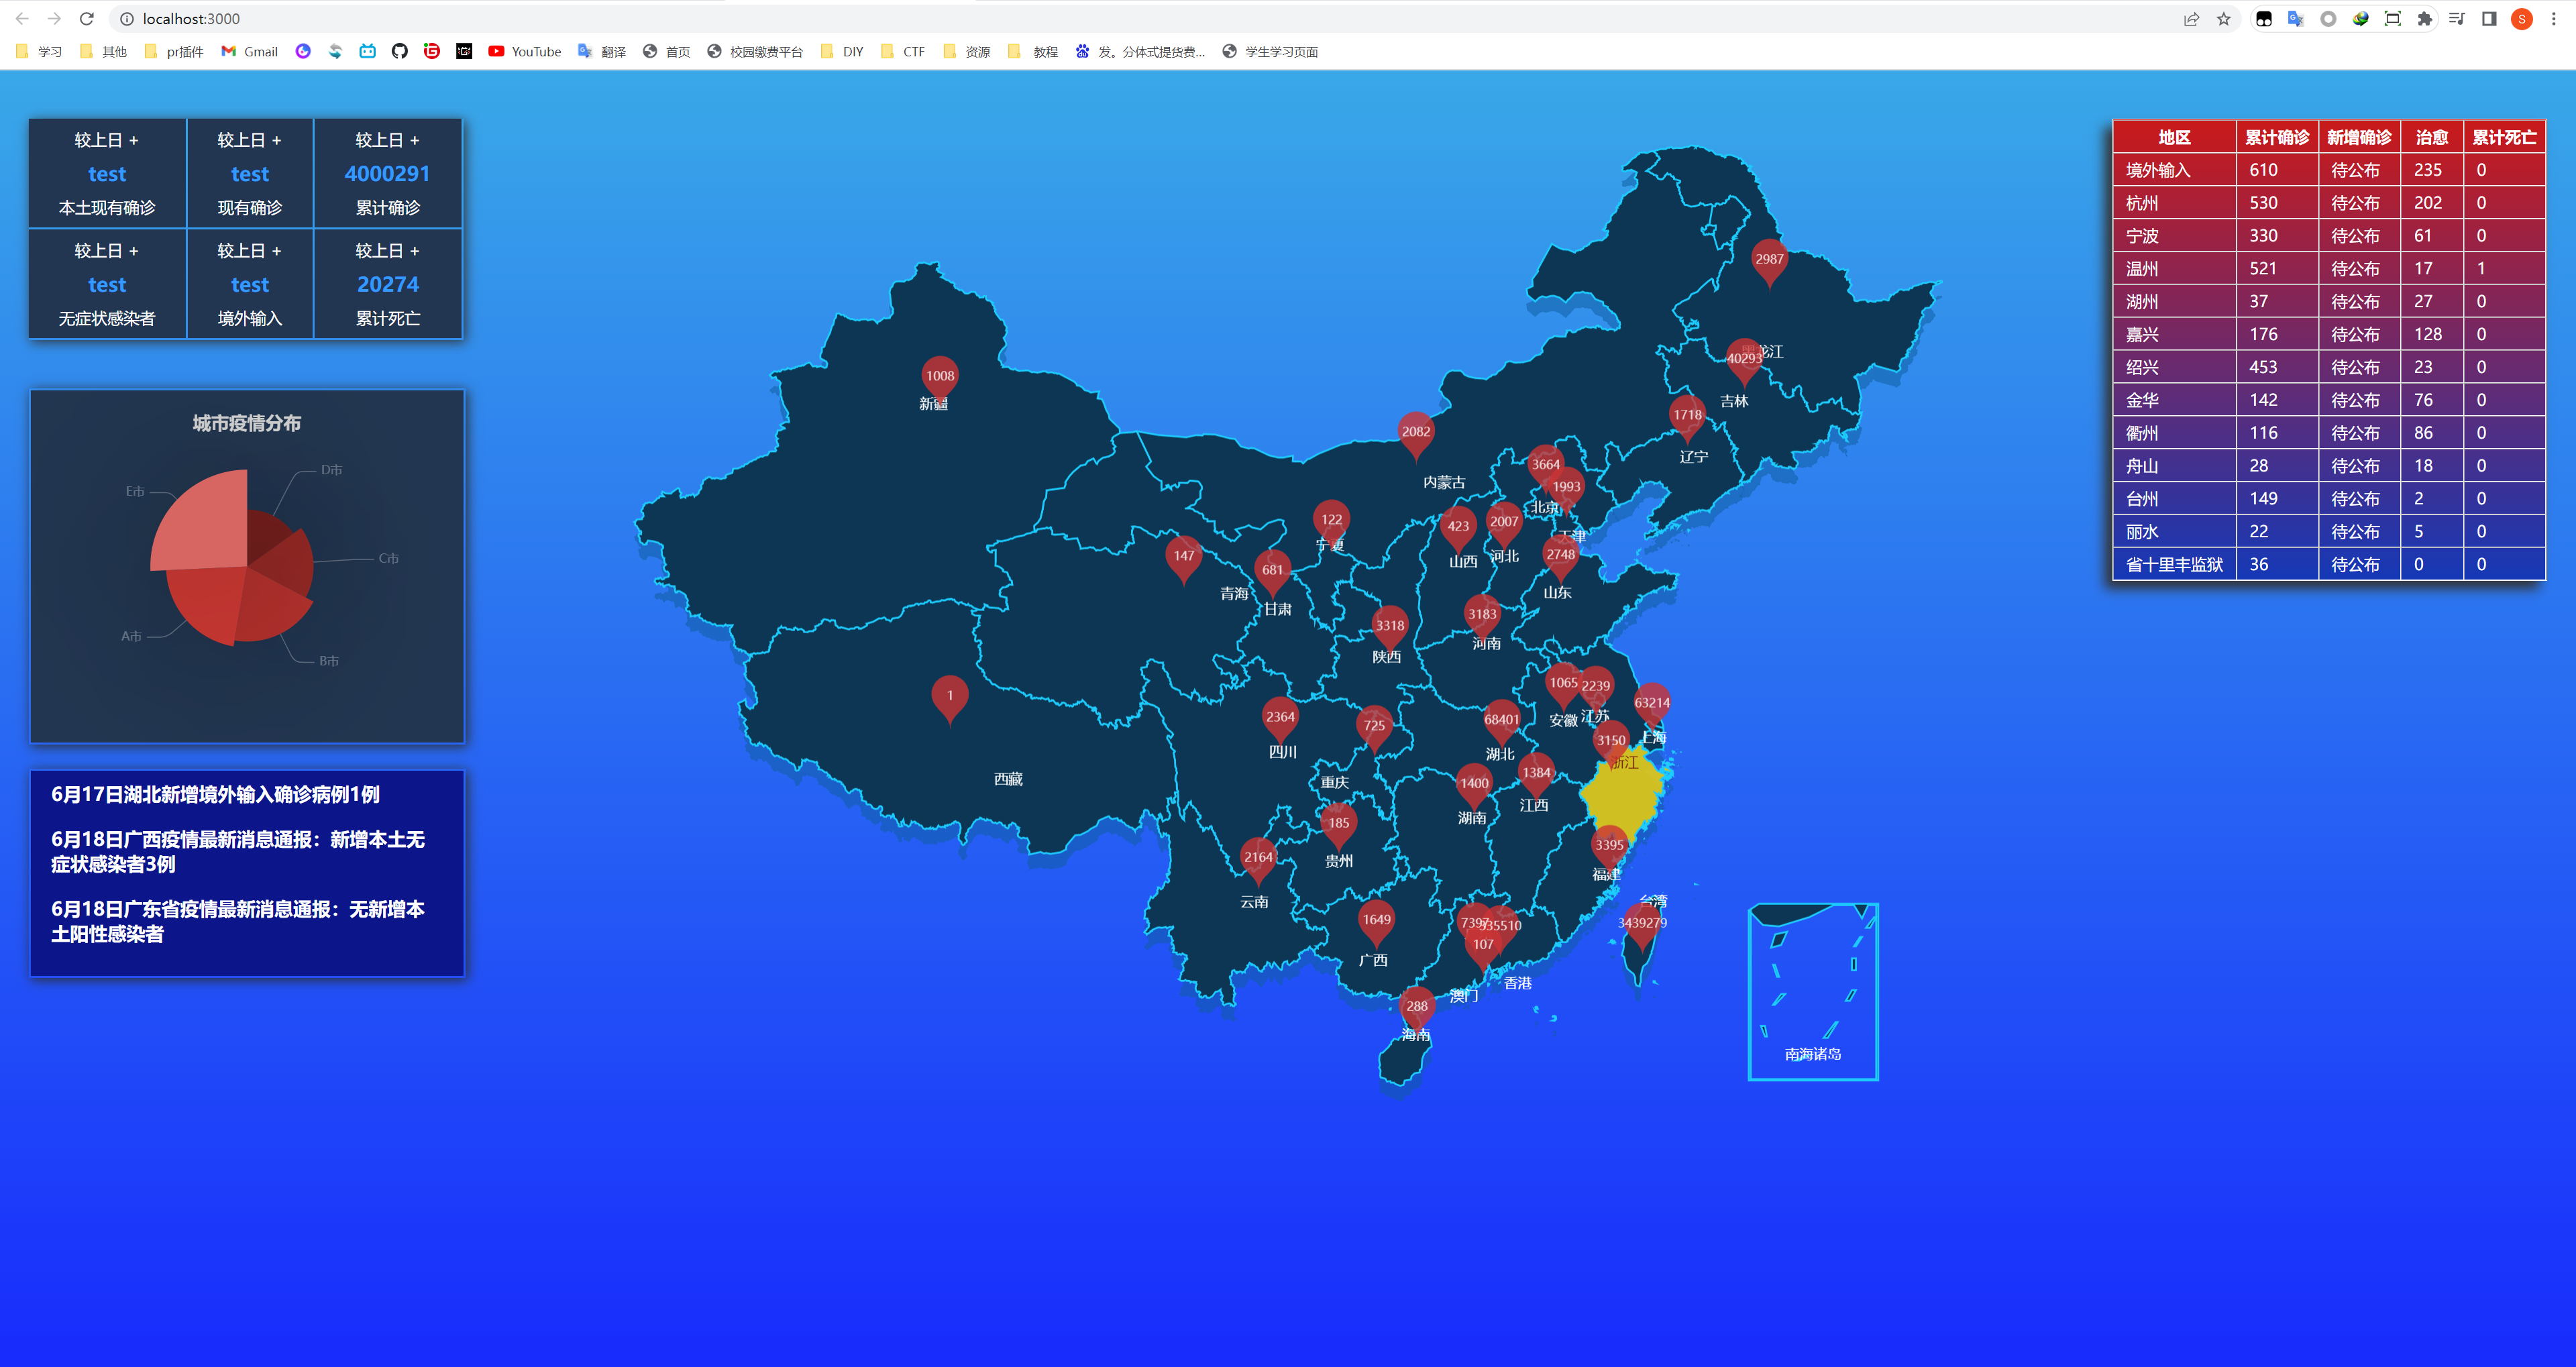 localhost:3000
学习 其他 pr插件 Gmail YouTube 翻译 首页 校园缴费平台 DIY CTF 资源 教程 发。分体式提货费... 学生学习页面
S
较上日 + 较上日 + 较上日 +
test test 4000291
本土现有确诊 现有确诊 累计确诊
较上日 + 较上日 + 较上日 +
test test 20274
无症状感染者 境外输入 累计死亡
城市疫情分布
D市
E市
C市
A市
B市
6月17日湖北新增境外输入确诊病例1例
6月18日广西疫情最新消息通报：新增本土无
症状感染者3例
6月18日广东省疫情最新消息通报：无新增本
土阳性感染者
2987
40293
黑龙江
1008
新疆
吉林
1718
辽宁
2082
内蒙古
3664
1993
北京
天津
122
宁夏
423
山西
2007
河北
2748
山东
147
青海
681
甘肃
3318
陕西
3183
河南
1
西藏
2364
四川
725
重庆
68401
湖北
1065
安徽
2239
江苏
63214
上海
3150
浙江
1400
湖南
1384
江西
185
贵州
2164
云南
3395
福建
台湾
3439279
1649
广西
7397
335510
107
香港
澳门
288
海南
南海诸岛
地区 累计确诊 新增确诊 治愈 累计死亡
境外输入 610 待公布 235 0
杭州 530 待公布 202 0
宁波 330 待公布 61 0
温州 521 待公布 17 1
湖州 37 待公布 27 0
嘉兴 176 待公布 128 0
绍兴 453 待公布 23 0
金华 142 待公布 76 0
衢州 116 待公布 86 0
舟山 28 待公布 18 0
台州 149 待公布 2 0
丽水 22 待公布 5 0
省十里丰监狱 36 待公布 0 0